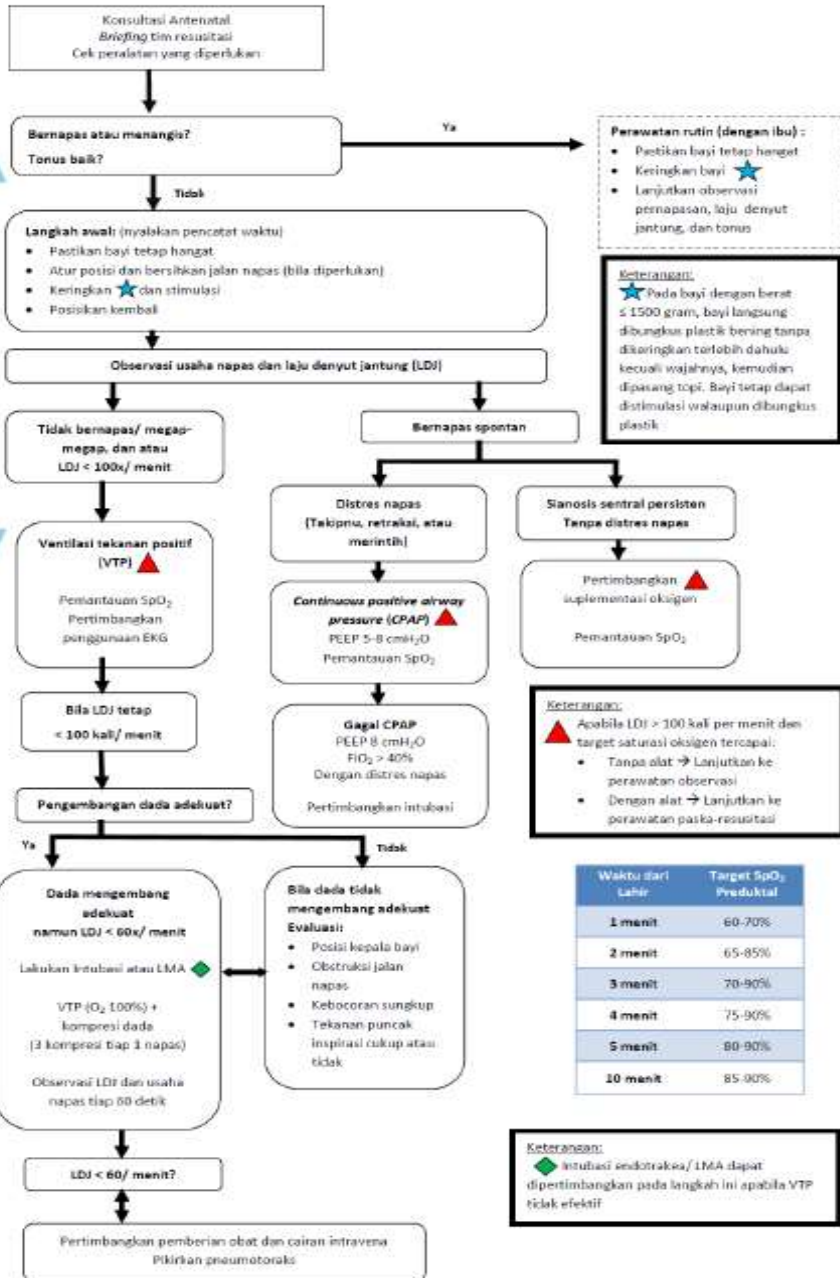 Konsultasi Antenatal
Briefing tim resusitasi
Cek peralatan yang diperlukan
Bernapas atau menangis?
Tonus baik?
Ya
Perawatan rutin (dengan ibu) :
• Pastikan bayi tetap hangat
• Keringkan bayi
• Lanjutkan observasi
pernapasan, laju denyut
jantung, dan tonus
Tidak
Langkah awal: (nyalakan pencatat waktu)
• Pastikan bayi tetap hangat
• Atur posisi dan bersihkan jalan napas (bila diperlukan)
• Keringkan dan stimulasi
• Posisikan kembali
Keterangan:
Pada bayi dengan berat
≤ 1500 gram, bayi langsung
dibungkus plastik bening tanpa
dikeringkan terlebih dahulu
kecuali wajahnya, kemudian
dipasang topi. Bayi tetap dapat
distimulasi walaupun dibungkus
plastik
Observasi usaha napas dan laju denyut jantung (LDJ)
Tidak bernapas/ megap-
megap, dan atau
LDJ < 100x/ menit
Bernapas spontan
Distres napas
(Takipnu, retraksi, atau
merintih)
Sianosis sentral persisten
Tanpa distres napas
Ventilasi tekanan positif
(VTP)
Pemantauan SpO₂
Pertimbangkan
penggunaan EKG
Continuous positive airway
pressure (CPAP)
PEEP 5-8 cmH₂O
Pemantauan SpO₂
Pertimbangkan
suplementasi oksigen
Pemantauan SpO₂
Bila LDJ tetap
< 100 kali/ menit
Gagal CPAP
PEEP 8 cmH₂O
FiO₂ > 40%
Dengan distres napas
Pertimbangkan intubasi
Keterangan:
Apabila LDJ > 100 kali per menit dan
target saturasi oksigen tercapai:
• Tanpa alat → Lanjutkan ke
perawatan observasi
• Dengan alat → Lanjutkan ke
perawatan paska-resusitasi
Pengembangan dada adekuat?
Ya
Tidak
Dada mengembang
adekuat
namun LDJ < 60x/ menit
Lakukan Intubasi atau LMA
VTP (O₂ 100%) +
kompresi dada
(3 kompresi tiap 1 napas)
Observasi LDJ dan usaha
napas tiap 60 detik
Bila dada tidak
mengembang adekuat
Evaluasi:
• Posisi kepala bayi
• Obstruksi jalan
napas
• Kebocoran sungkup
• Tekanan puncak
inspirasi cukup atau
tidak
Waktu dari Lahir Target SpO₂ Preduktal
1 menit 60-70%
2 menit 65-85%
3 menit 70-90%
4 menit 75-90%
5 menit 80-90%
10 menit 85-90%
LDJ < 60/ menit?
Keterangan:
Intubasi endotrakea/ LMA dapat
dipertimbangkan pada langkah ini apabila VTP
tidak efektif
Pertimbangkan pemberian obat dan cairan intravena
Pikirkan pneumotoraks